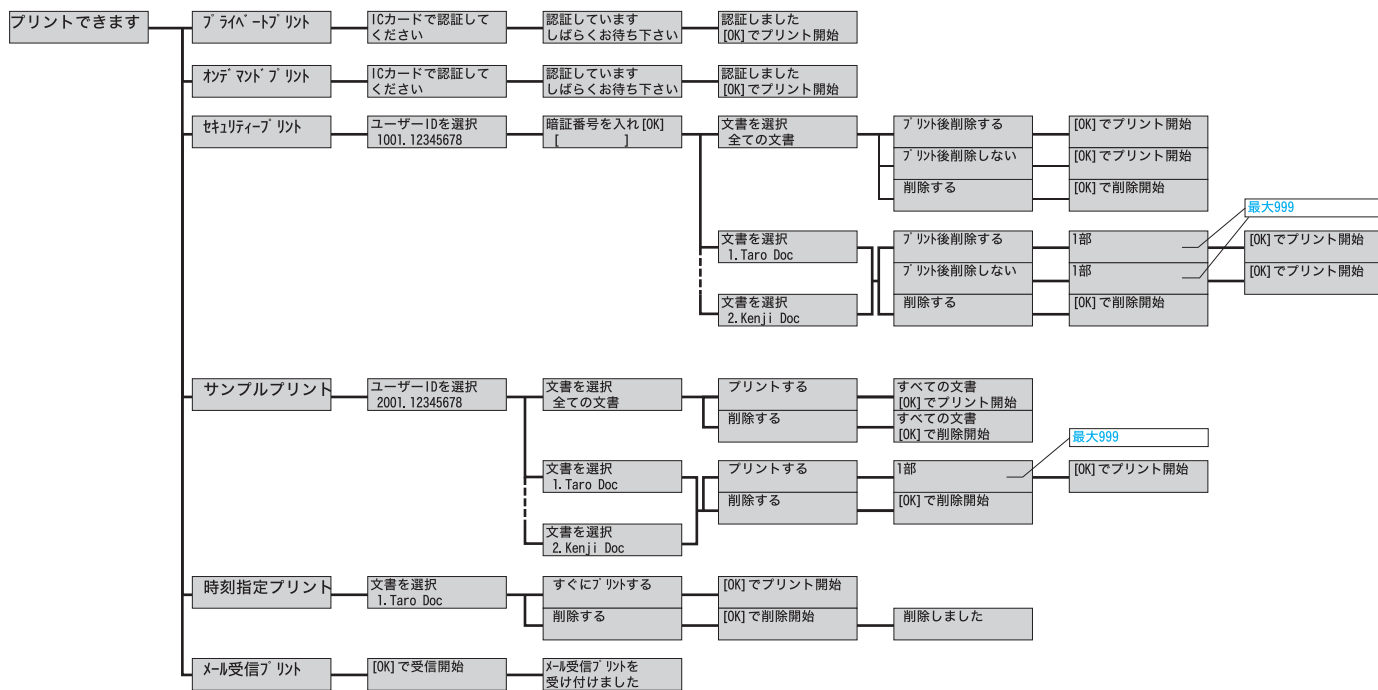 プリントできます
プライベートプリント
ICカードで認証して
ください
認証しています
しばらくお待ち下さい
認証しました
[OK]でプリント開始
オンデマンドプリント
ICカードで認証して
ください
認証しています
しばらくお待ち下さい
認証しました
[OK]でプリント開始
セキュリティープリント
ユーザーIDを選択
1001.12345678
暗証番号を入れ[OK]
[ ]
文書を選択
全ての文書
プリント後削除する
[OK]でプリント開始
プリント後削除しない
[OK]でプリント開始
削除する
[OK]で削除開始
最大999
文書を選択
1.Taro Doc
プリント後削除する
1部
[OK]でプリント開始
プリント後削除しない
1部
[OK]でプリント開始
文書を選択
2.Kenji Doc
削除する
[OK]で削除開始
サンプルプリント
ユーザーIDを選択
2001.12345678
文書を選択
全ての文書
プリントする
すべての文書
[OK]でプリント開始
削除する
すべての文書
[OK]で削除開始
最大999
文書を選択
1.Taro Doc
プリントする
1部
[OK]でプリント開始
削除する
[OK]で削除開始
文書を選択
2.Kenji Doc
時刻指定プリント
文書を選択
1.Taro Doc
すぐにプリントする
[OK]でプリント開始
削除する
[OK]で削除開始
削除しました
メール受信プリント
[OK]で受信開始
メール受信プリントを
受け付けました